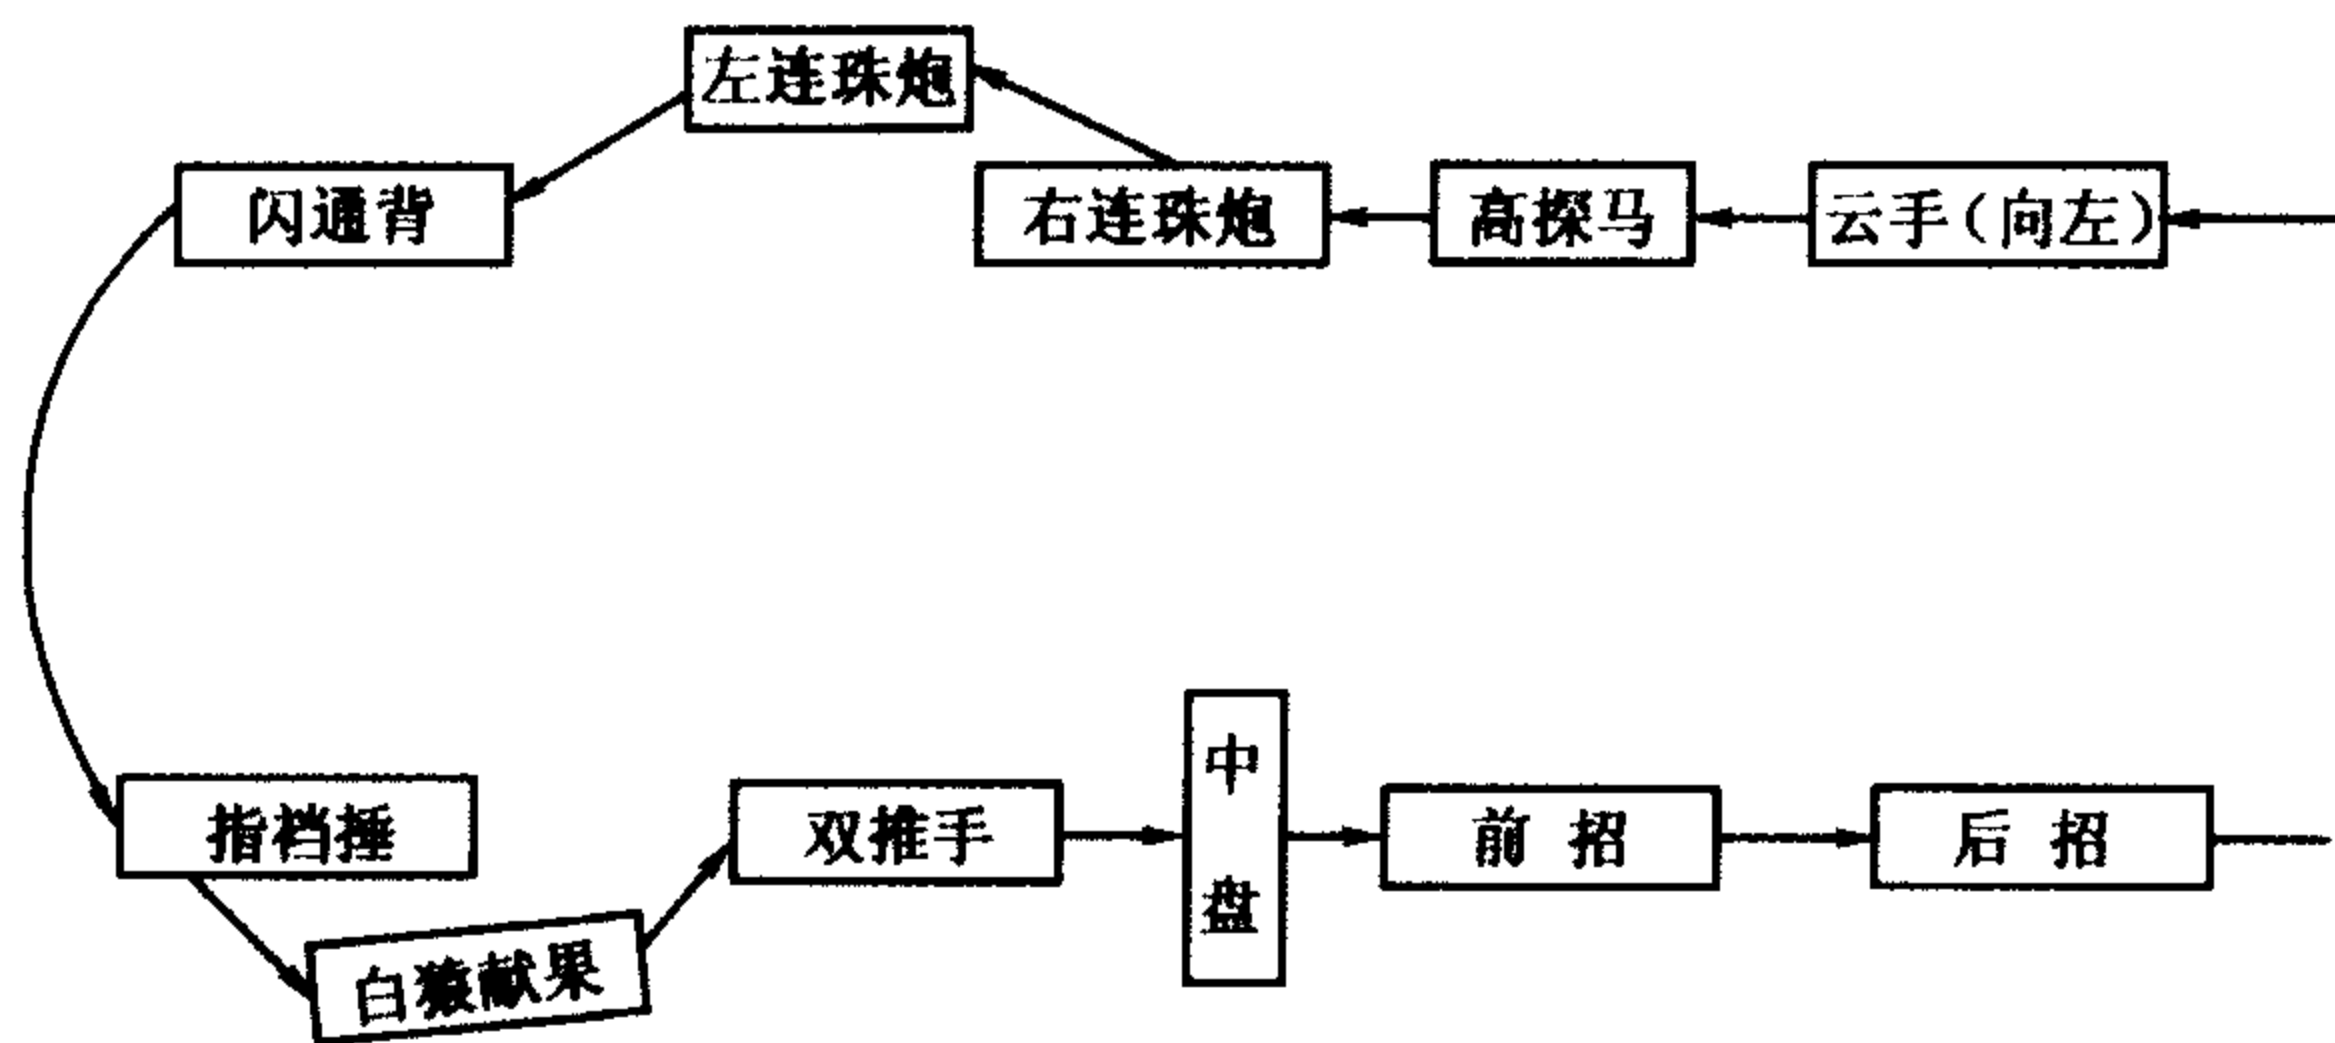 左连珠炮
闪通背
右连珠炮
高探马
云手(向左)
指裆捶
白猿献果
双推手
中盘
前招
后招